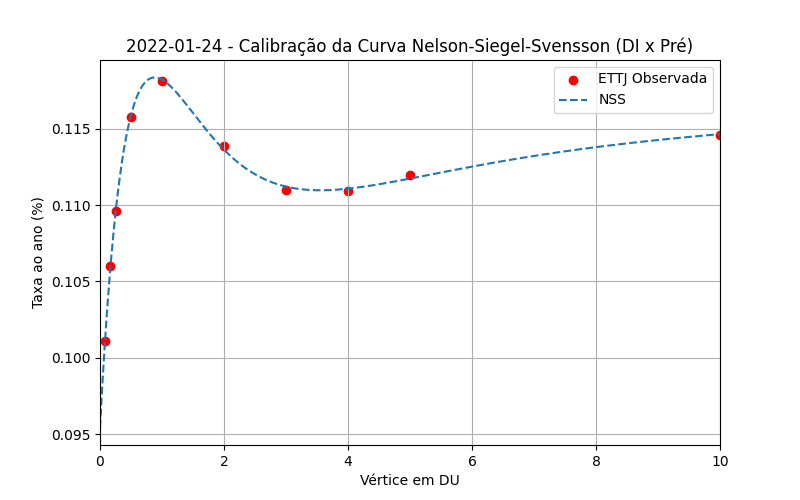 2022-01-24 - Calibração da Curva Nelson-Siegel-Svensson (DI x Pré)
ETTJ Observada
NSS
Taxa ao ano (%)
0.115
0.110
0.105
0.100
0.095
0 2 4 6 8 10
Vértice em DU